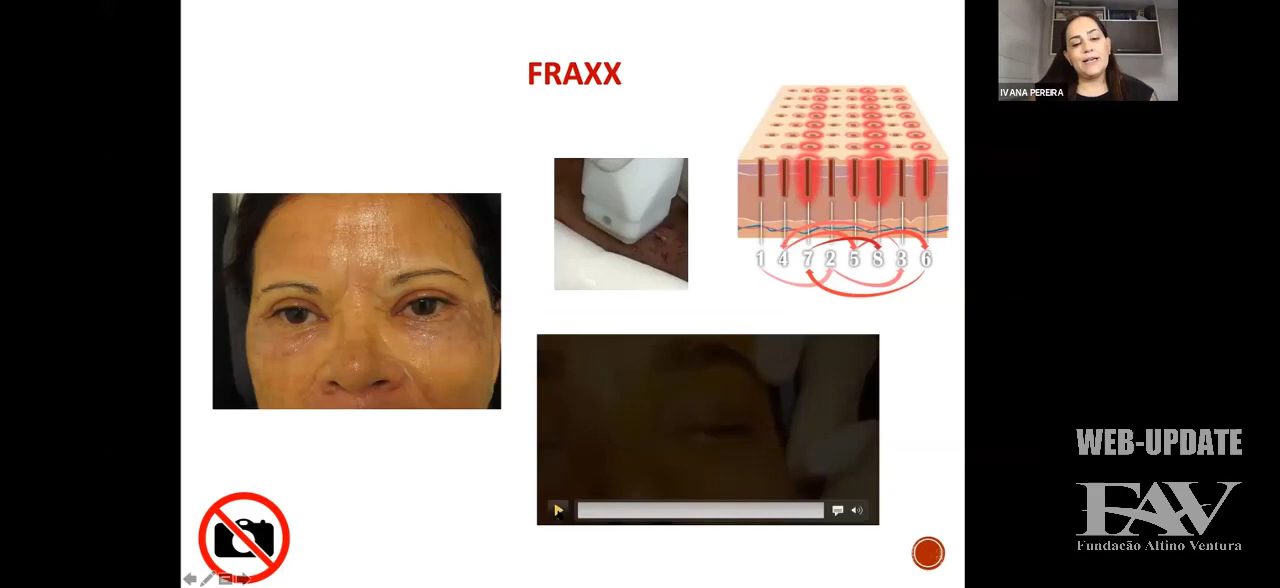 FRAXX
IVANA PEREIRA
1 4 7 2 5 8 3 6
WEB-UPDATE
FAV
Fundação Altino Ventura